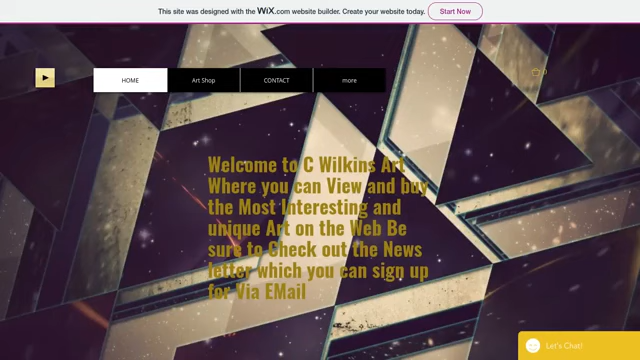 This site was designed with the WiX.com website builder. Create your website today. Start Now
HOME Art Shop CONTACT more
Welcome to C Wilkins Art
Where you can View and buy
the Most Interesting and
unique Art on the Web Be
sure to Check out the News
letter which you can sign up
for Via EMail
Let's Chat!